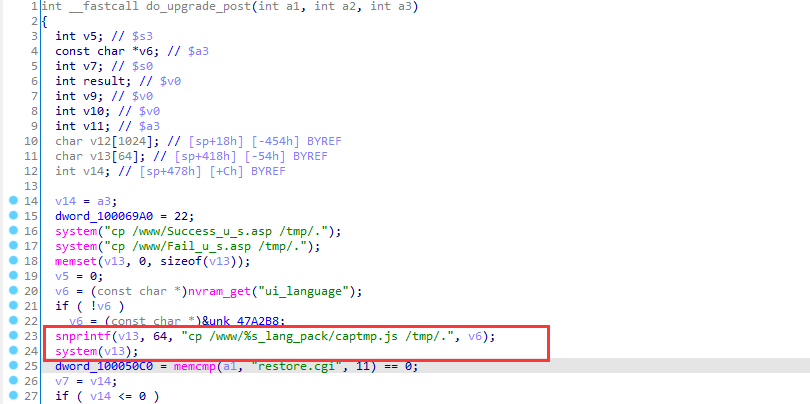 1 int __fastcall do_upgrade_post(int a1, int a2, int a3)
2 {
3 int v5; // $s3
4 const char *v6; // $a3
5 int v7; // $s0
6 int result; // $v0
7 int v9; // $v0
8 int v10; // $v0
9 int v11; // $a3
10 char v12[1024]; // [sp+18h] [-454h] BYREF
11 char v13[64]; // [sp+418h] [-54h] BYREF
12 int v14; // [sp+478h] [+Ch] BYREF
13
14 v14 = a3;
15 dword_100069A0 = 22;
16 system("cp /www/Success_u_s.asp /tmp/.");
17 system("cp /www/Fail_u_s.asp /tmp/.");
18 memset(v13, 0, sizeof(v13));
19 v5 = 0;
20 v6 = (const char *)nvram_get("ui_language");
21 if ( !v6 )
22 v6 = (const char *)&unk_47A2B8;
23 snprintf(v13, 64, "cp /www/%s_lang_pack/captmp.js /tmp/.", v6);
24 system(v13);
25 dword_100050C0 = memcmp(a1, "restore.cgi", 11) == 0;
26 v7 = v14;
27 if ( v14 <= 0 )